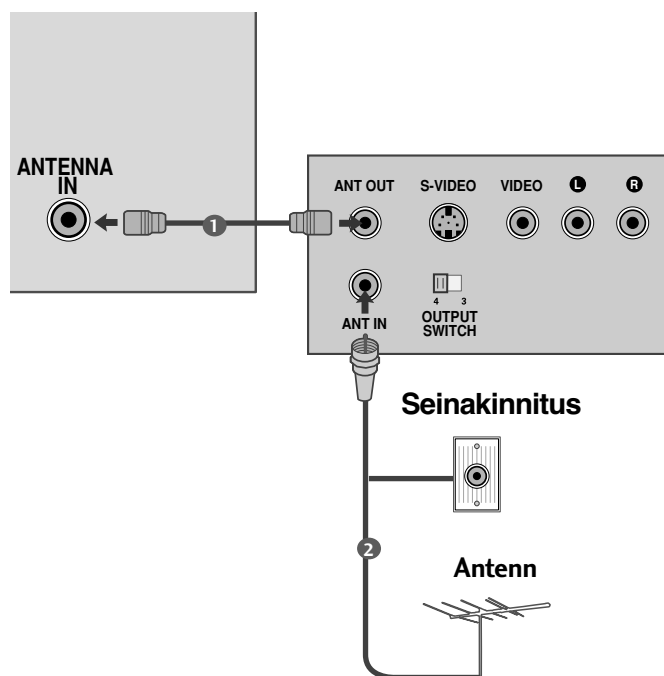 ANTENNA
IN
1
ANT OUT S-VIDEO VIDEO L R
4 3
ANT IN
OUTPUT
SWITCH
Seinakinnitus
2
Antenn